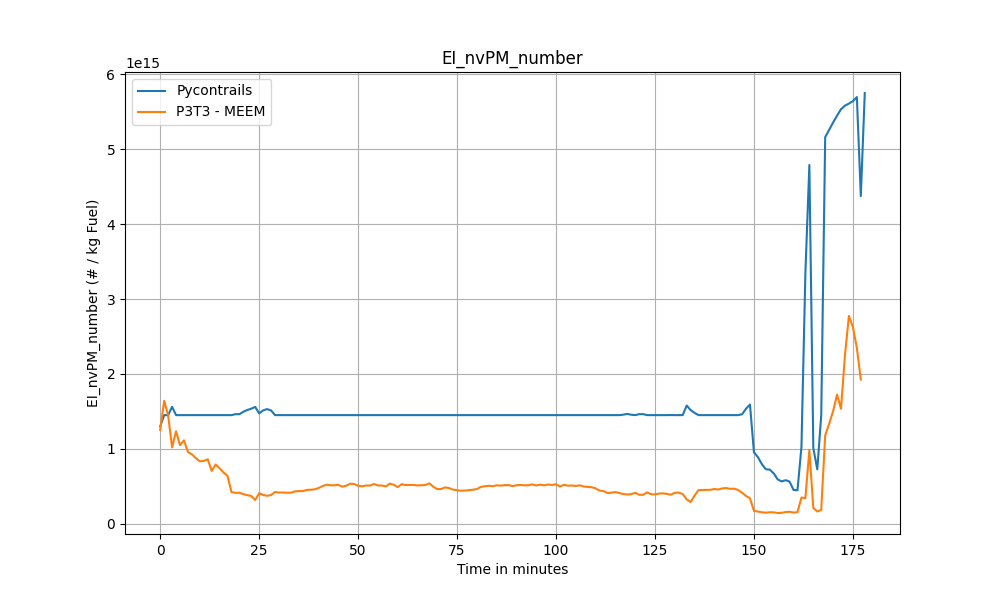 EI_nvPM_number
1e15
Pycontrails
P3T3 - MEEM
EI_nvPM_number (# / kg Fuel)
6
5
4
3
2
1
0
0 25 50 75 100 125 150 175
Time in minutes